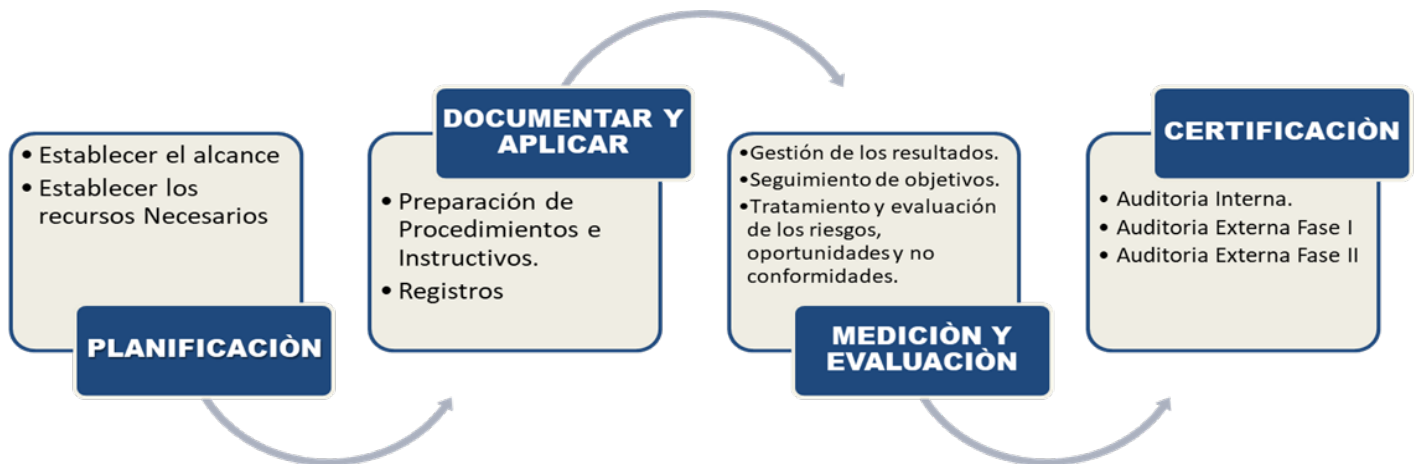 • Establecer el alcance
• Establecer los
recursos Necesarios
PLANIFICACIÒN
DOCUMENTAR Y
APLICAR
• Preparación de
Procedimientos e
Instructivos.
• Registros
•Gestión de los resultados.
•Seguimiento de objetivos.
•Tratamiento y evaluación
de los riesgos,
oportunidades y no
conformidades.
MEDICIÒN Y
EVALUACIÒN
CERTIFICACIÒN
• Auditoria Interna.
• Auditoria Externa Fase I
• Auditoria Externa Fase II